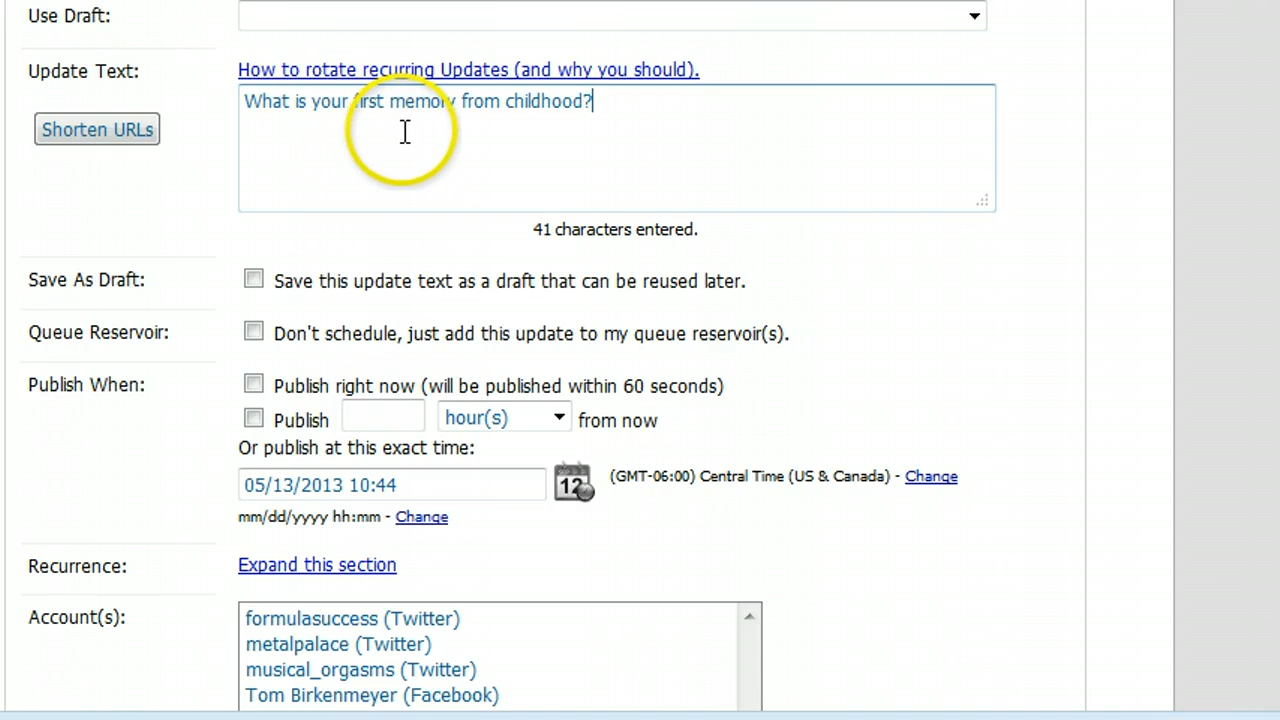 Use Draft:
Update Text:
How to rotate recurring Updates (and why you should).
What is your first memory from childhood?
Shorten URLs
41 characters entered.
Save As Draft:
Save this update text as a draft that can be reused later.
Queue Reservoir:
Don't schedule, just add this update to my queue reservoir(s).
Publish When:
Publish right now (will be published within 60 seconds)
Publish hour(s) from now
Or publish at this exact time:
05/13/2013 10:44 12 (GMT-06:00) Central Time (US & Canada) - Change
mm/dd/yyyy hh:mm - Change
Recurrence: Expand this section
Account(s):
formulasuccess (Twitter)
metalpalace (Twitter)
musical_orgasms (Twitter)
Tom Birkenmeyer (Facebook)